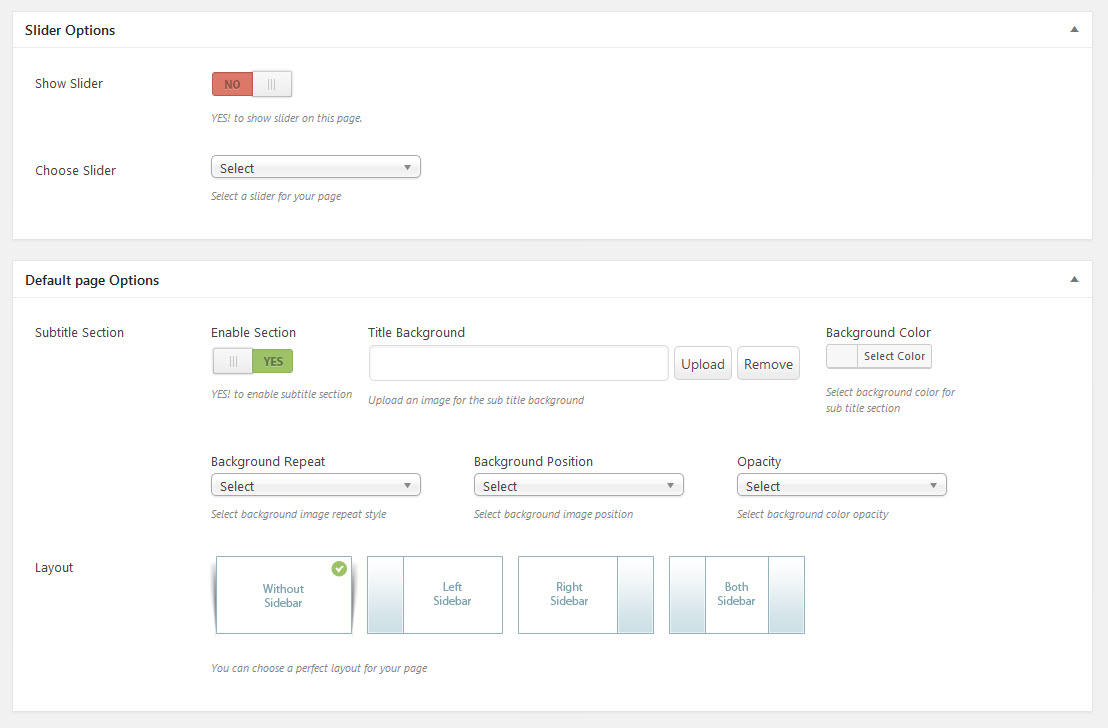 Slider Options
Show Slider
NO
YES! to show slider on this page.
Choose Slider
Select
Select a slider for your page
Default page Options
Subtitle Section
Enable Section
Title Background
Background Color
YES
Upload
Remove
Select Color
YES! to enable subtitle section
Upload an image for the sub title background
Select background color for
sub title section
Background Repeat
Background Position
Opacity
Select
Select
Select
Select background image repeat style
Select background image position
Select background color opacity
Layout
Without
Sidebar
Left
Sidebar
Right
Sidebar
Both
Sidebar
You can choose a perfect layout for your page